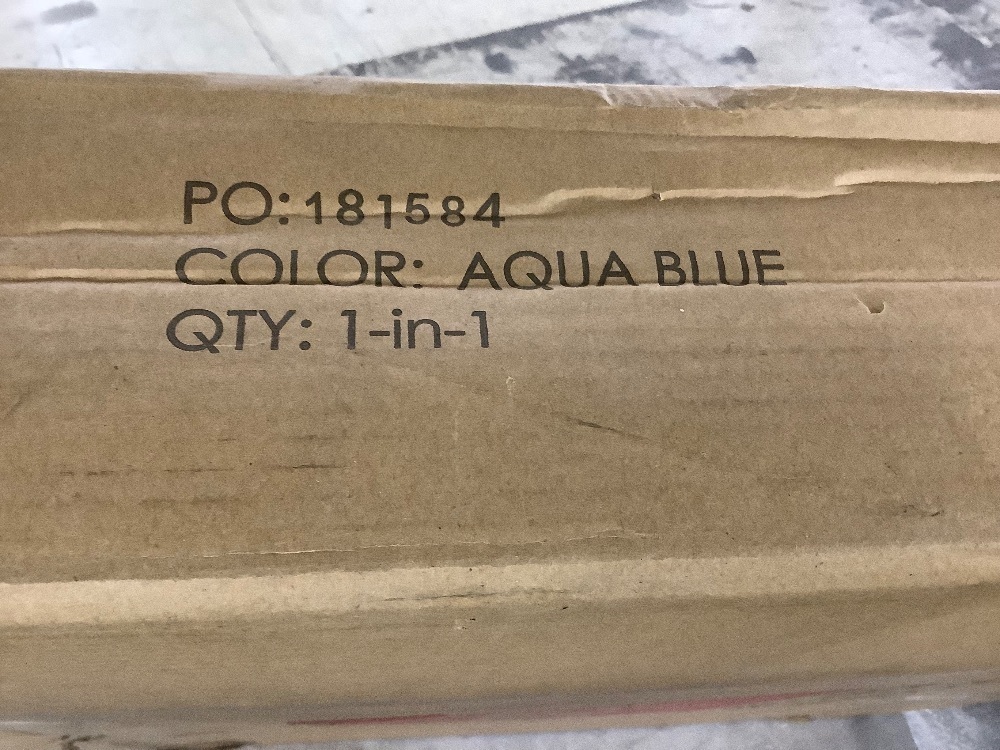 PO:181584
COLOR: AQUA BLUE
QTY: 1-in-1